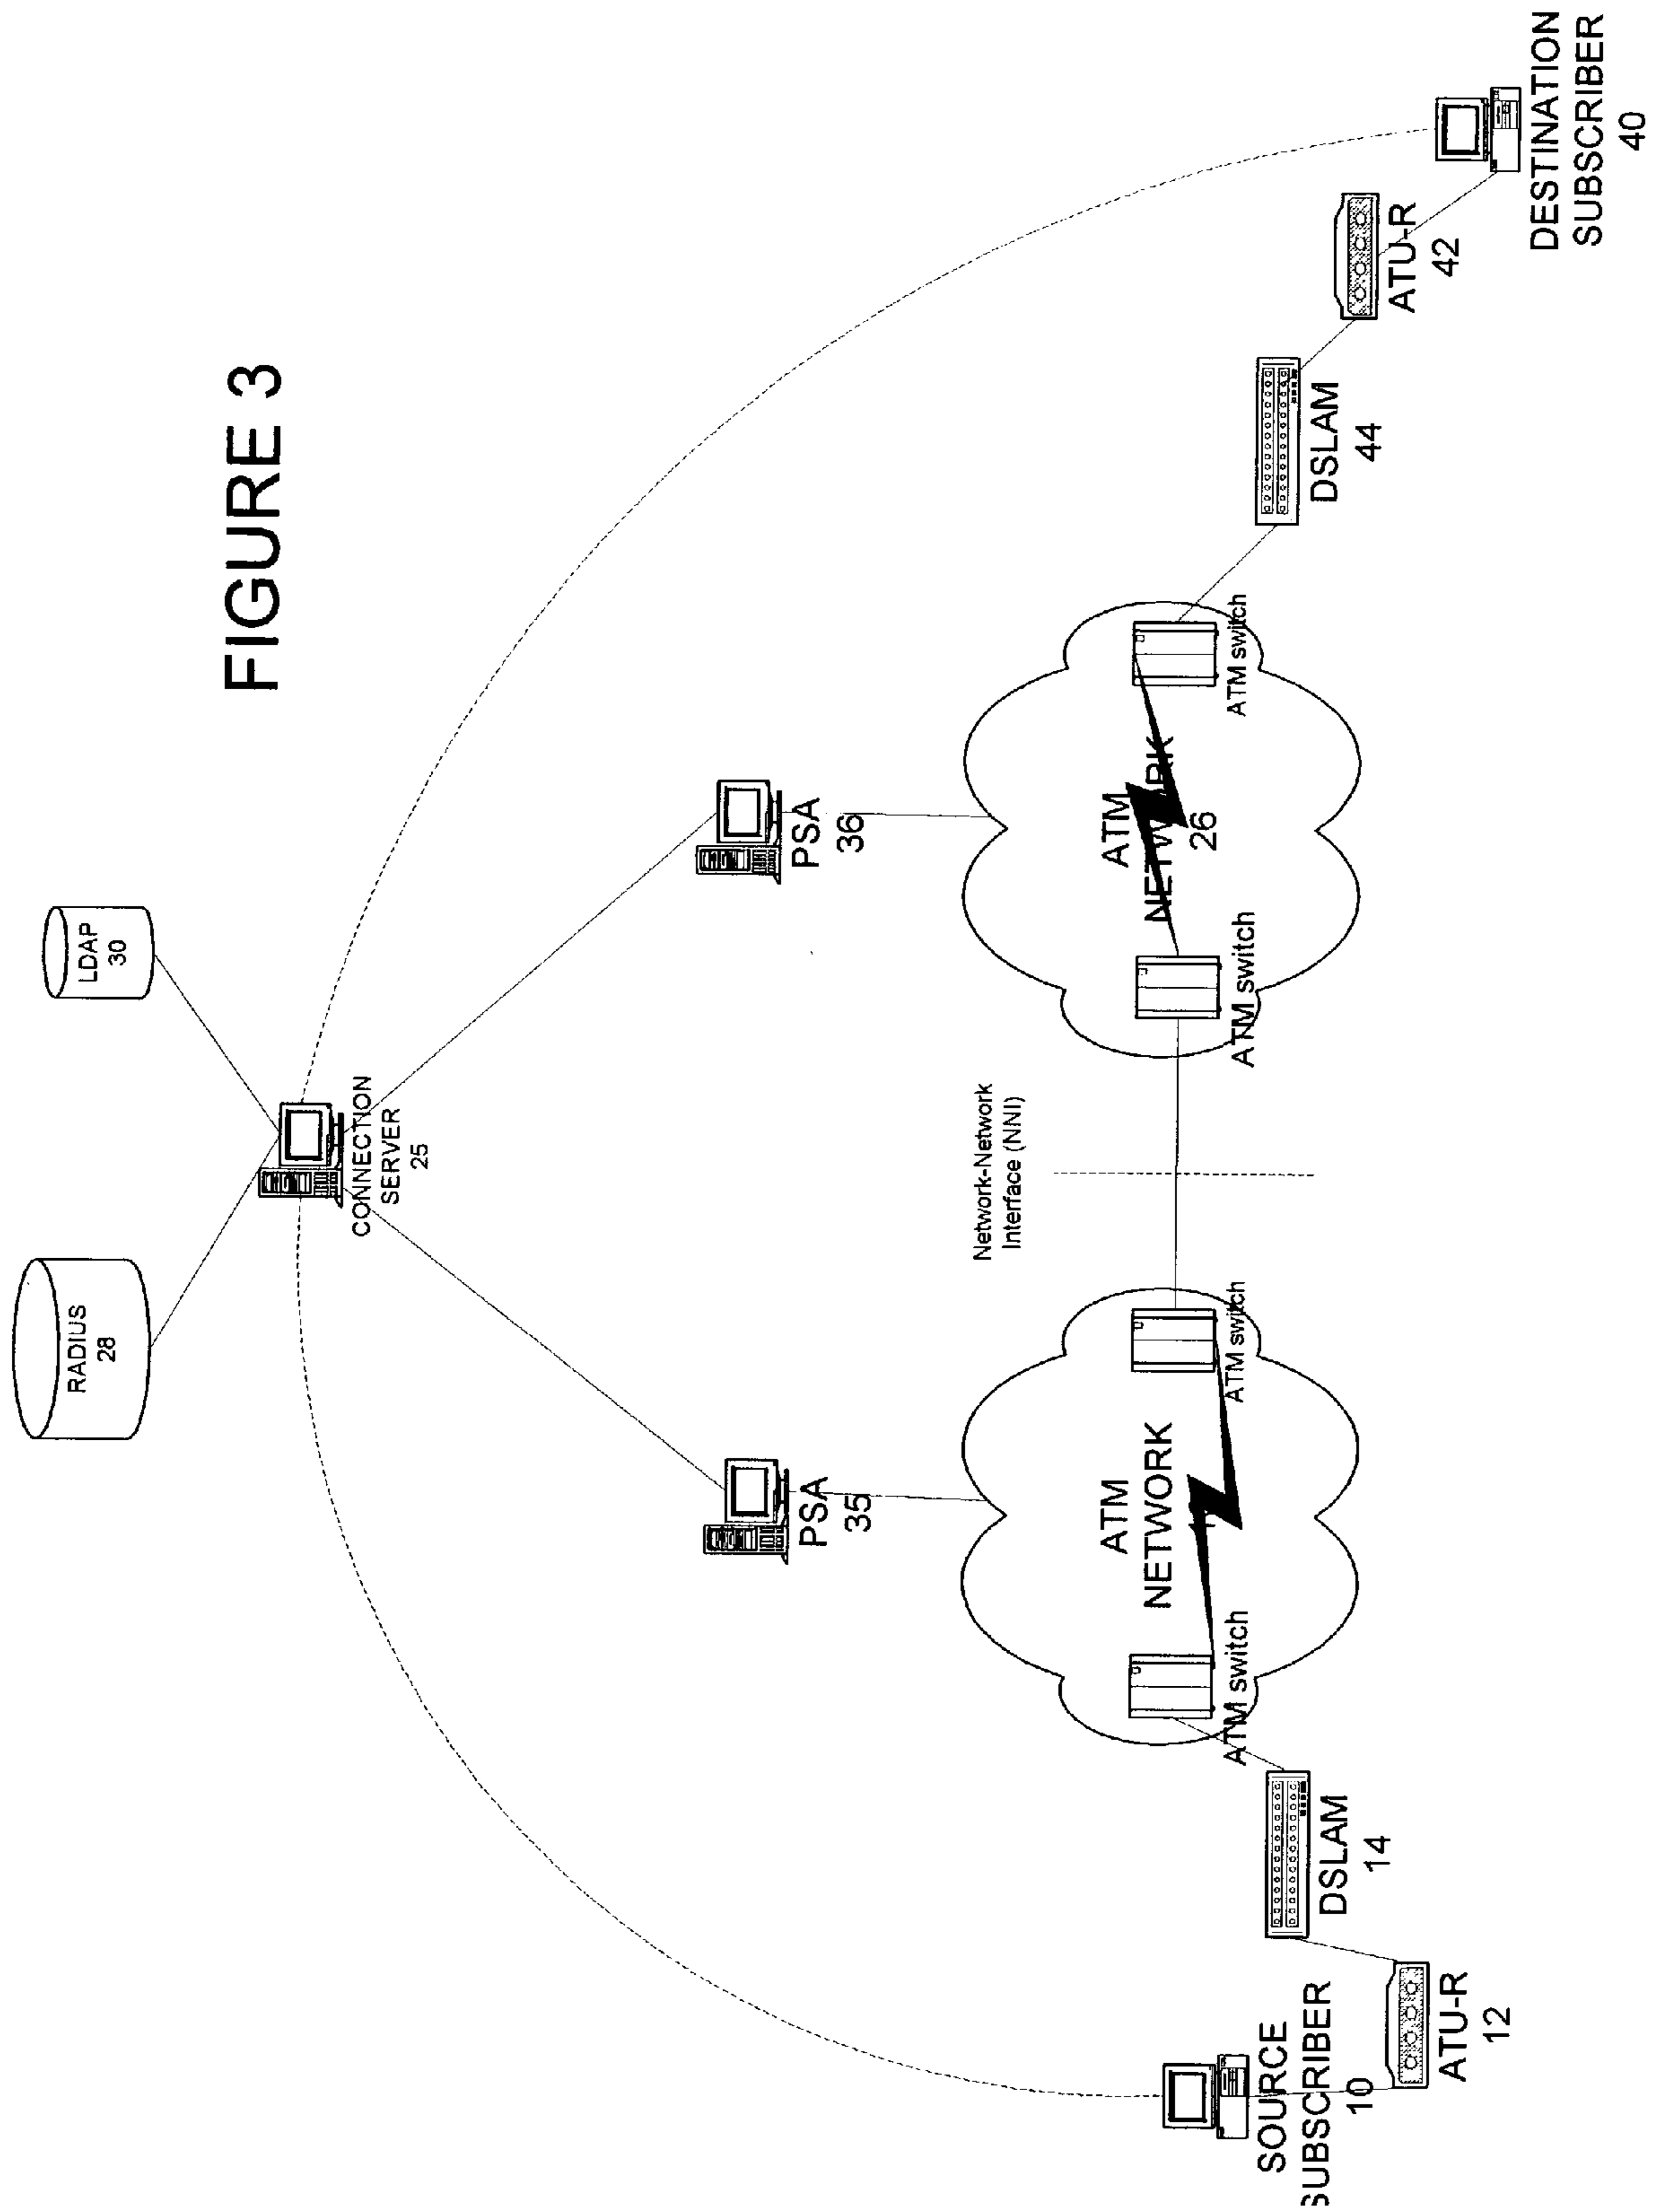 FIGURE 3
RADIUS
28
LDAP
30
CONNECTION
SERVER
25
PSA
35
PSA
36
Network-Network
Interface (NNI)
ATM
NETWORK
ATM switch
ATM switch
ATM
NETWORK
26
ATM switch
ATM switch
SOURCE
SUBSCRIBER
10
ATU-R
12
DSLAM
14
DSLAM
44
ATU-R
42
DESTINATION
SUBSCRIBER
40